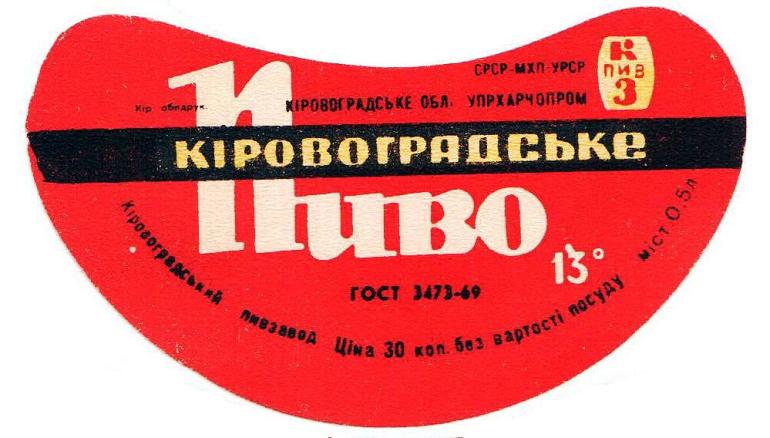 СРСР-МХП-УРСР
К
ПИВ
З
Кір облдрук.
КІРОВОГРАДСЬКЕ ОБЛ. УПРХАРЧОПРОМ
КІРОВОГРАДСЬКЕ
Пиво
13°
ГОСТ 3473-69
Кіровоградський пивзавод Ціна 30 коп. без вартості посуду міст 0,5л